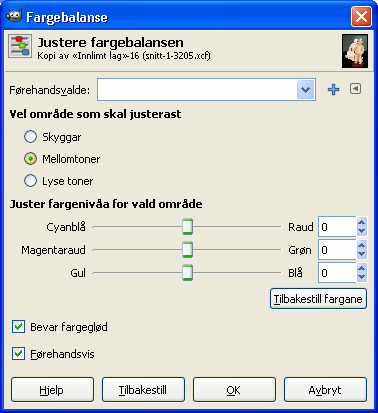 Fargebalanse
Justere fargebalansen
Kopi av «Innlimt lag»-16 (snitt-1-3205.xcf)
Førehandsvalde:
Vel område som skal justerast
Skyggar
Mellomtoner
Lyse toner
Juster fargenivåa for vald område
Cyanblå Raud 0
Magentaraud Grøn 0
Gul Blå 0
Tilbakestill fargane
Bevar fargeglød
Førehandsvis
Hjelp Tilbakestill OK Avbryt